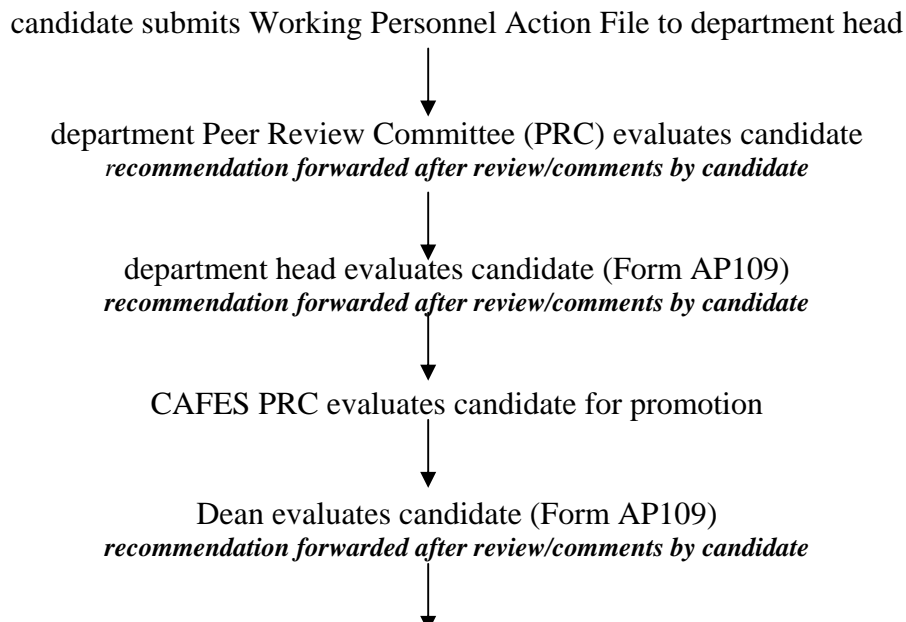 candidate submits Working Personnel Action File to department head
department Peer Review Committee (PRC) evaluates candidate
recommendation forwarded after review/comments by candidate
department head evaluates candidate (Form AP109)
recommendation forwarded after review/comments by candidate
CAFES PRC evaluates candidate for promotion
Dean evaluates candidate (Form AP109)
recommendation forwarded after review/comments by candidate